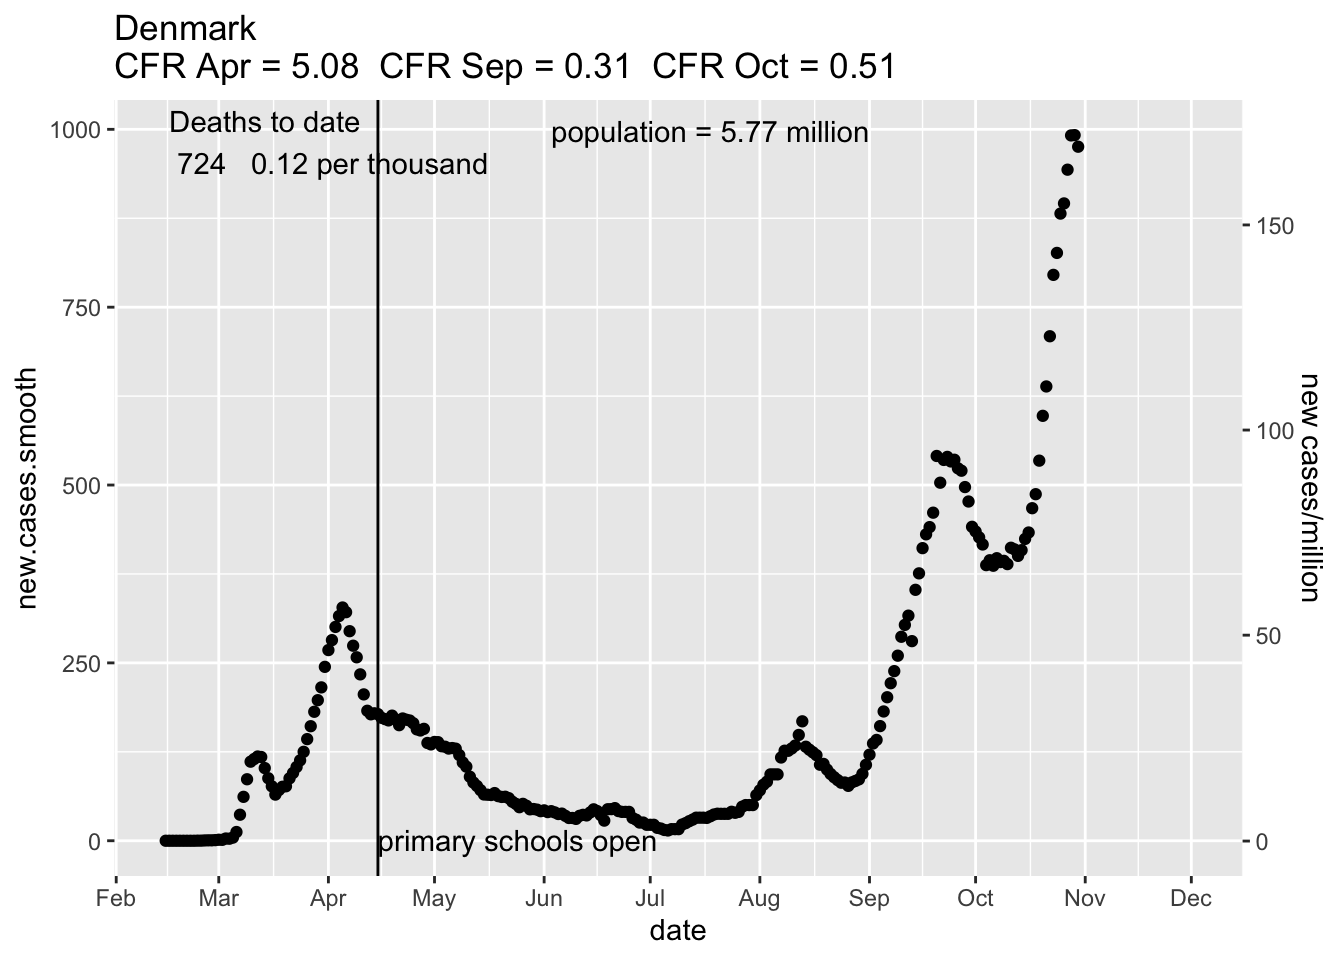 Denmark
CFR Apr = 5.08  CFR Sep = 0.31  CFR Oct = 0.51
Deaths to date
724   0.12 per thousand
population = 5.77 million
1000
750
500
250
0
new.cases.smooth
150
100
50
0
new cases/million
primary schools open
Feb Mar Apr May Jun Jul Aug Sep Oct Nov Dec
date